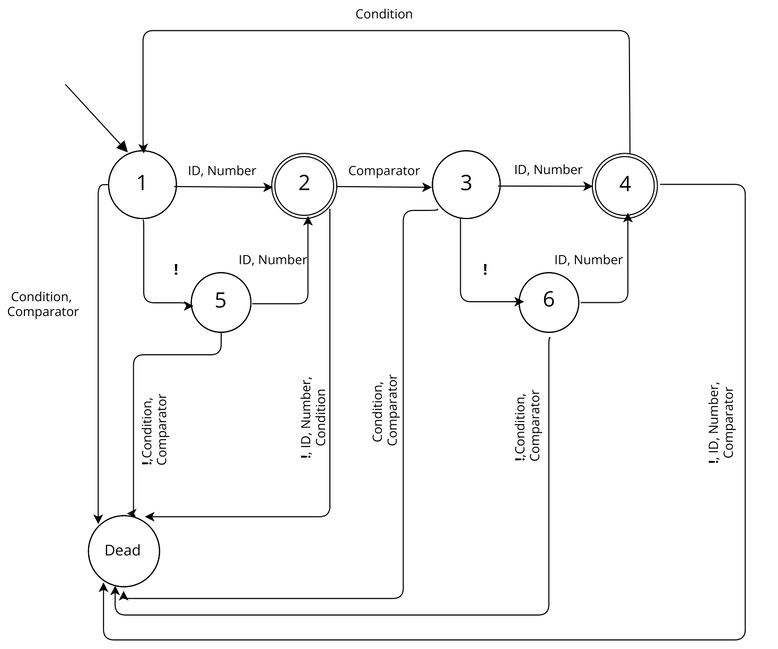 Condition
ID, Number
Comparator
ID, Number
1
2
3
4
!
ID, Number
!
ID, Number
5
6
Condition,
Comparator
!,Condition,
Comparator
!, ID, Number,
Condition
Condition,
Comparator
!,Condition,
Comparator
!, ID, Number,
Comparator
Dead